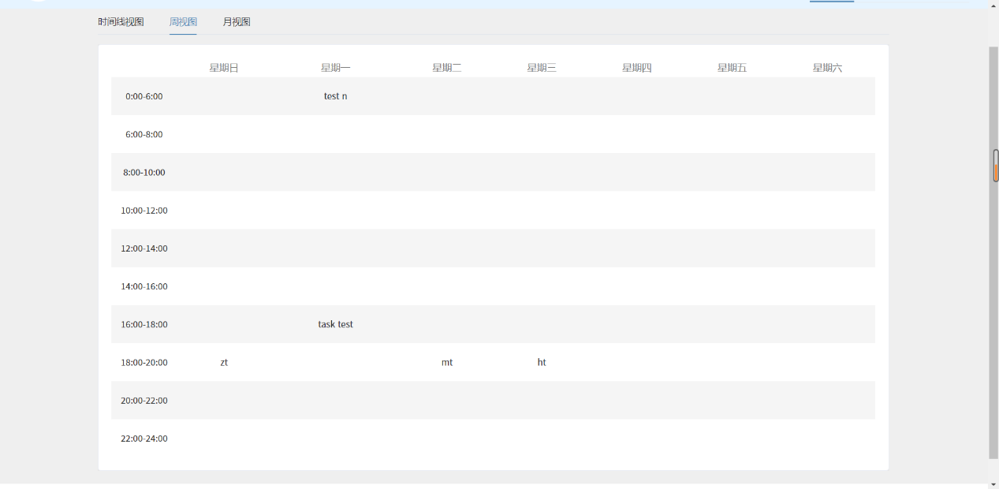 时间线视图 周视图 月视图
星期日 星期一 星期二 星期三 星期四 星期五 星期六
0:00-6:00 test n
6:00-8:00
8:00-10:00
10:00-12:00
12:00-14:00
14:00-16:00
16:00-18:00 task test
18:00-20:00 zt mt ht
20:00-22:00
22:00-24:00